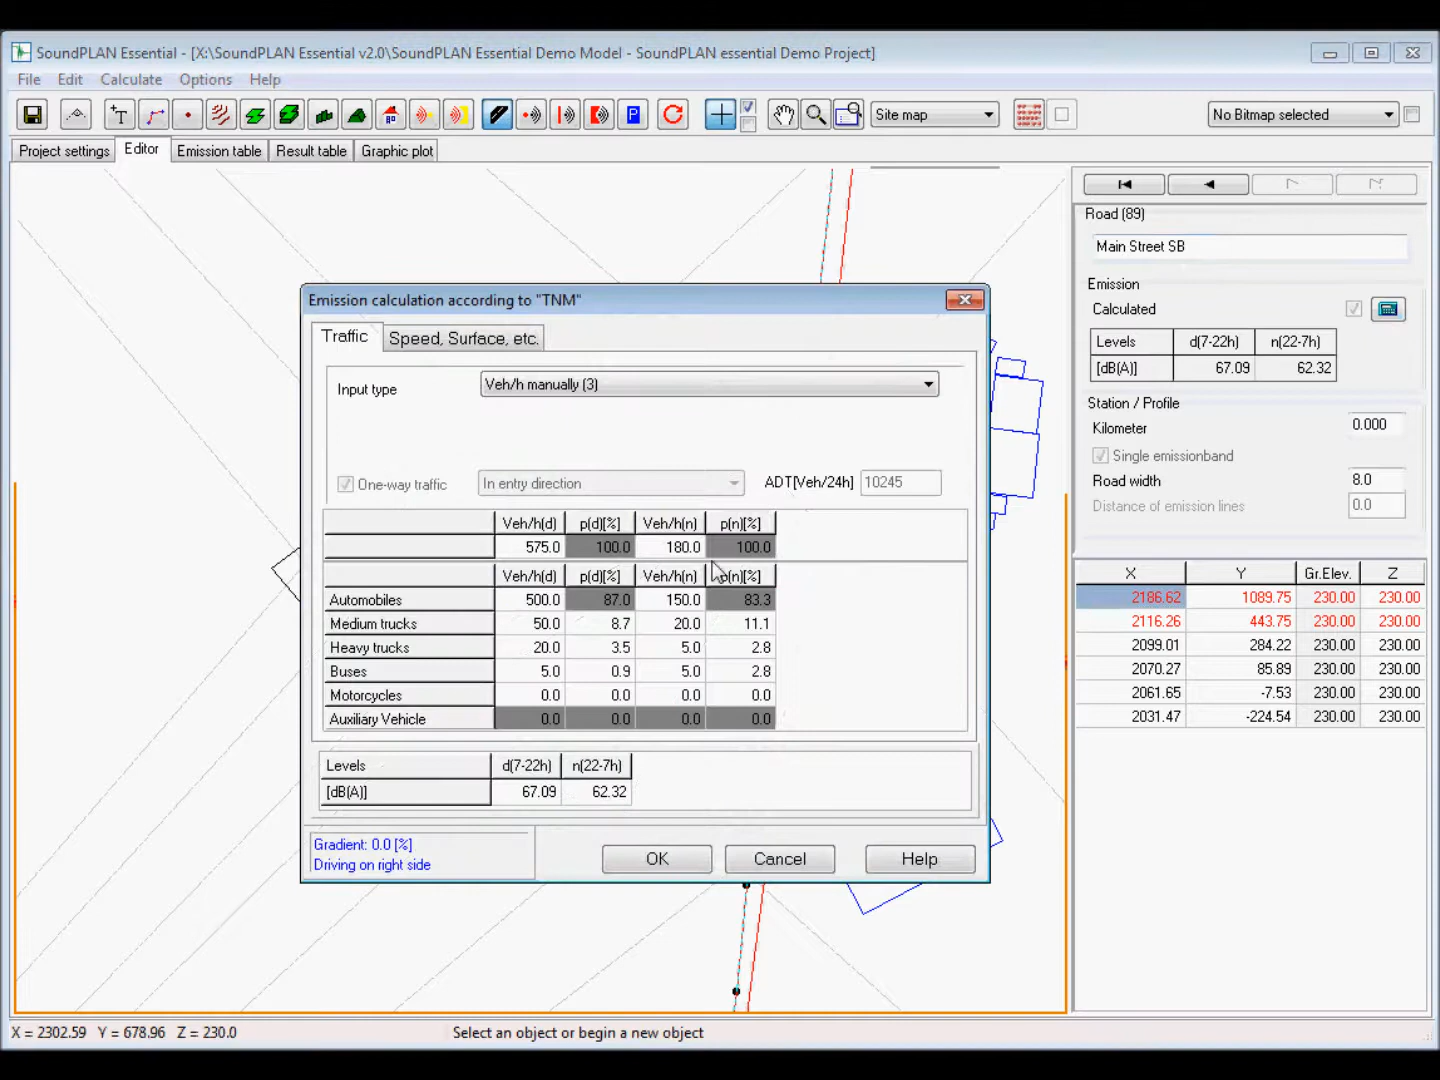 SoundPLAN Essential - [X:\SoundPLAN Essential v2.0\SoundPLAN Essential Demo Model - SoundPLAN essential Demo Project]
File Edit Calculate Options Help
Site map
No Bitmap selected
Project settings Editor Emission table Result table Graphic plot
Road (89)
Main Street SB
Emission
Calculated
Levels d(7-22h) n(22-7h)
[dB(A)] 67.09 62.32
Station / Profile
Kilometer 0.000
Single emissionband
Road width 8.0
Distance of emission lines 0.0
X Y Gr.Elev. Z
2186.62 1089.75 230.00 230.00
2116.26 443.75 230.00 230.00
2099.01 284.22 230.00 230.00
2070.27 85.89 230.00 230.00
2061.65 -7.53 230.00 230.00
2031.47 -224.54 230.00 230.00
Emission calculation according to "TNM"
Traffic Speed, Surface, etc.
Input type Veh/h manually (3)
One-way traffic In entry direction ADT[Veh/24h] 10245
Veh/h(d) p(d)[%] Veh/h(n) p(n)[%]
575.0 100.0 180.0 100.0
Veh/h(d) p(d)[%] Veh/h(n) p(n)[%]
Automobiles 500.0 87.0 150.0 83.3
Medium trucks 50.0 8.7 20.0 11.1
Heavy trucks 20.0 3.5 5.0 2.8
Buses 5.0 0.9 5.0 2.8
Motorcycles 0.0 0.0 0.0 0.0
Auxiliary Vehicle 0.0 0.0 0.0 0.0
Levels d(7-22h) n(22-7h)
[dB(A)] 67.09 62.32
Gradient: 0.0 [%]
Driving on right side
OK Cancel Help
X = 2302.59 Y = 678.96 Z = 230.0 Select an object or begin a new object